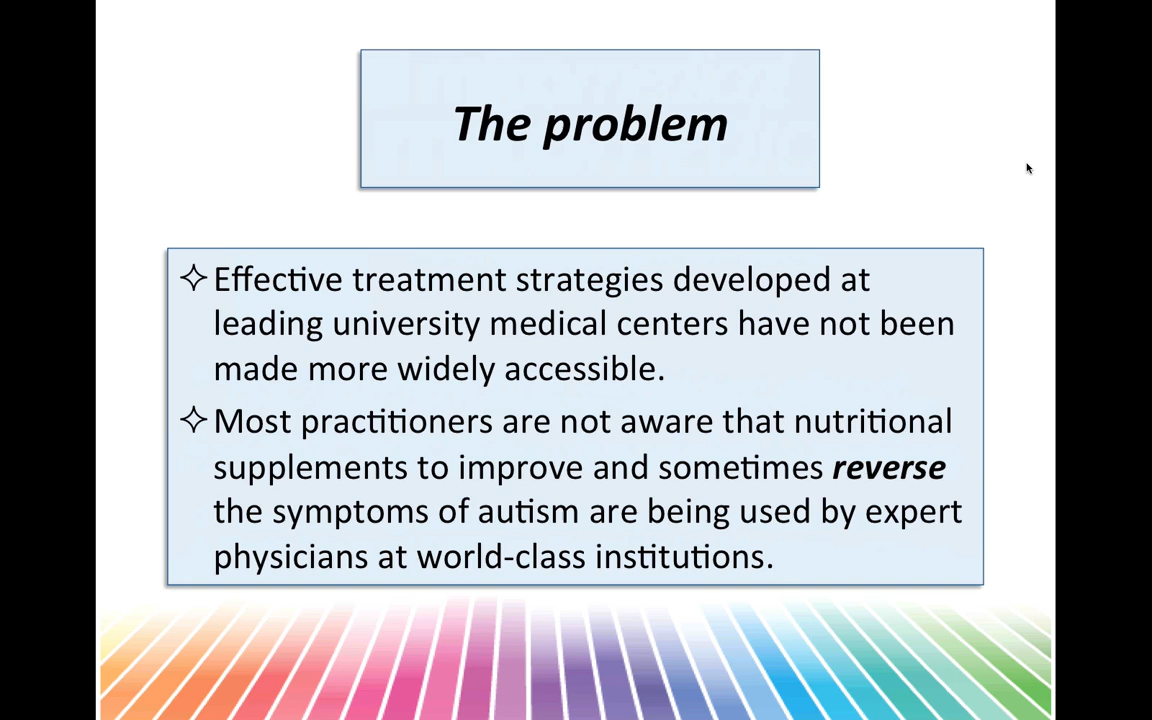 The problem
Effective treatment strategies developed at
leading university medical centers have not been
made more widely accessible.
Most practitioners are not aware that nutritional
supplements to improve and sometimes reverse
the symptoms of autism are being used by expert
physicians at world-class institutions.